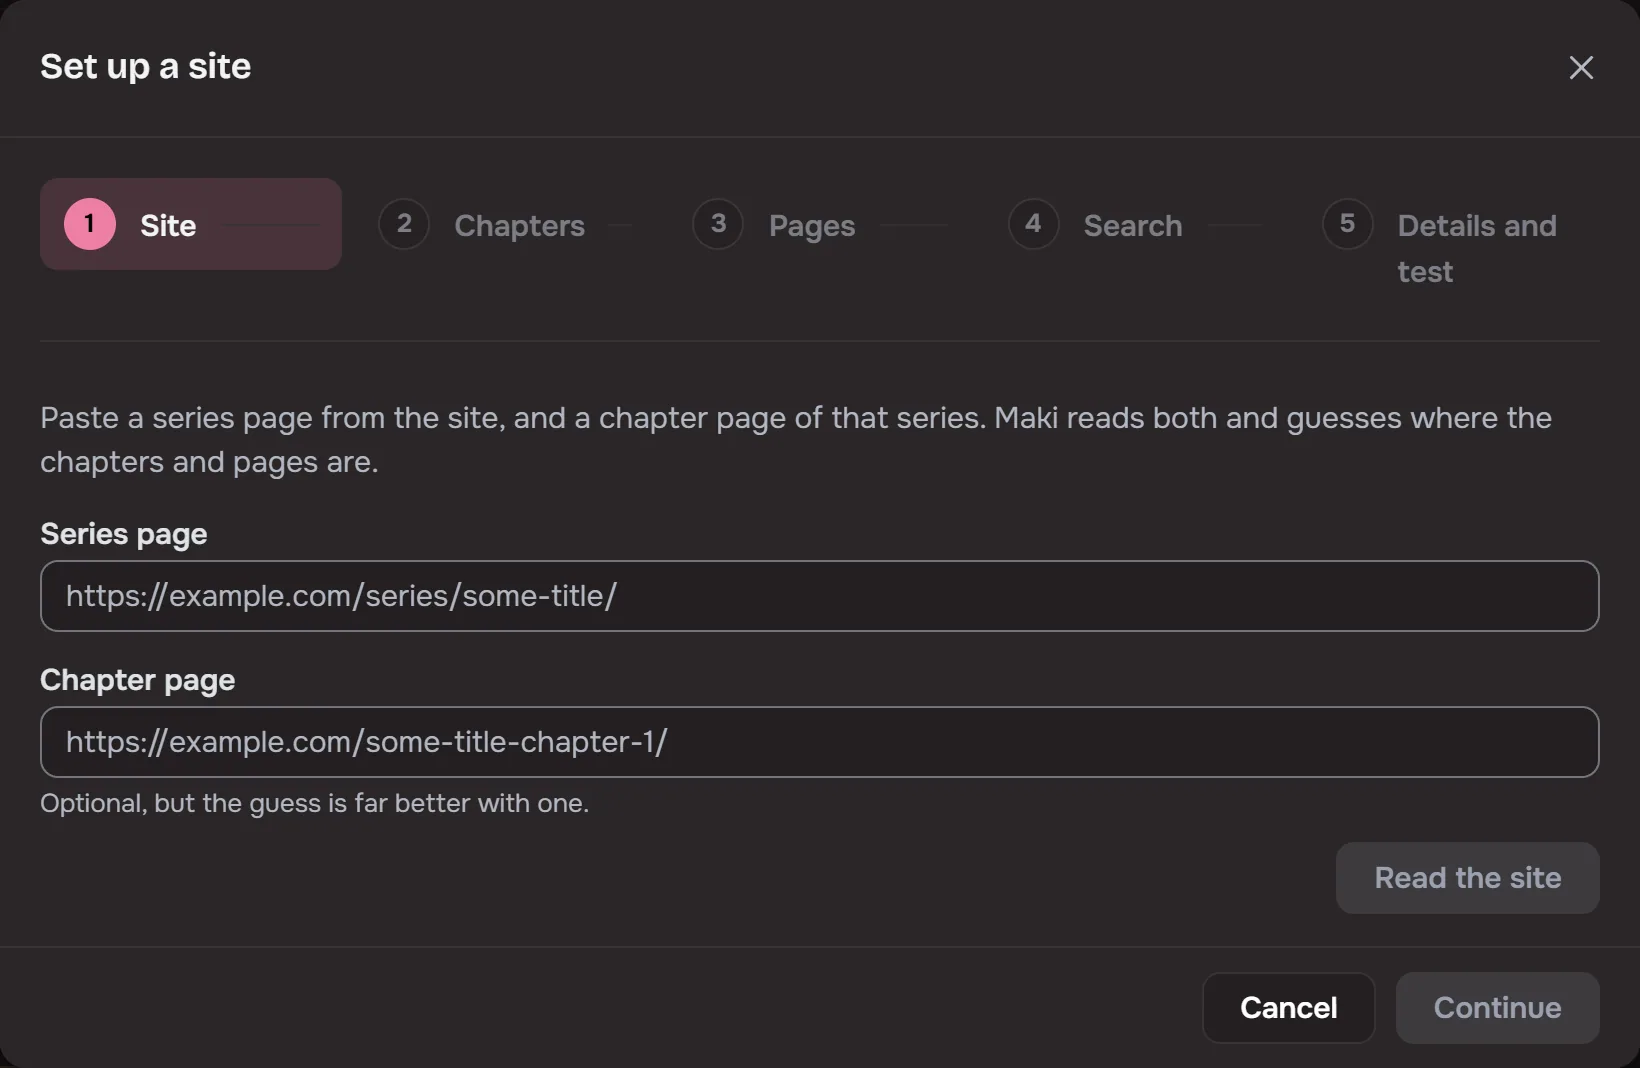 Set up a site
1 Site
2 Chapters
3 Pages
4 Search
5 Details and
test
Paste a series page from the site, and a chapter page of that series. Maki reads both and guesses where the
chapters and pages are.
Series page
https://example.com/series/some-title/
Chapter page
https://example.com/some-title-chapter-1/
Optional, but the guess is far better with one.
Read the site
Cancel
Continue